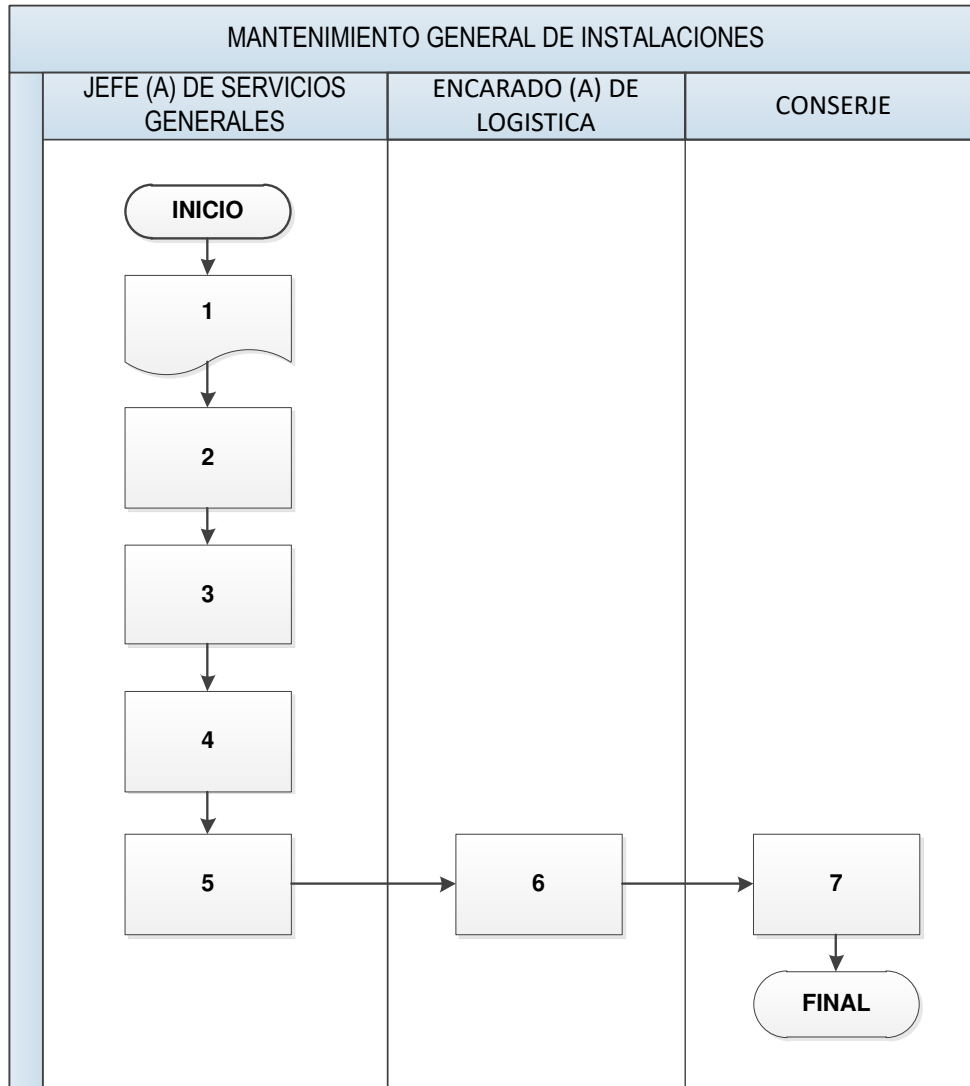 MANTENIMIENTO GENERAL DE INSTALACIONES
JEFE (A) DE SERVICIOS
GENERALES
ENCARADO (A) DE
LOGISTICA
CONSERJE
INICIO
1
2
3
4
5
6
7
FINAL